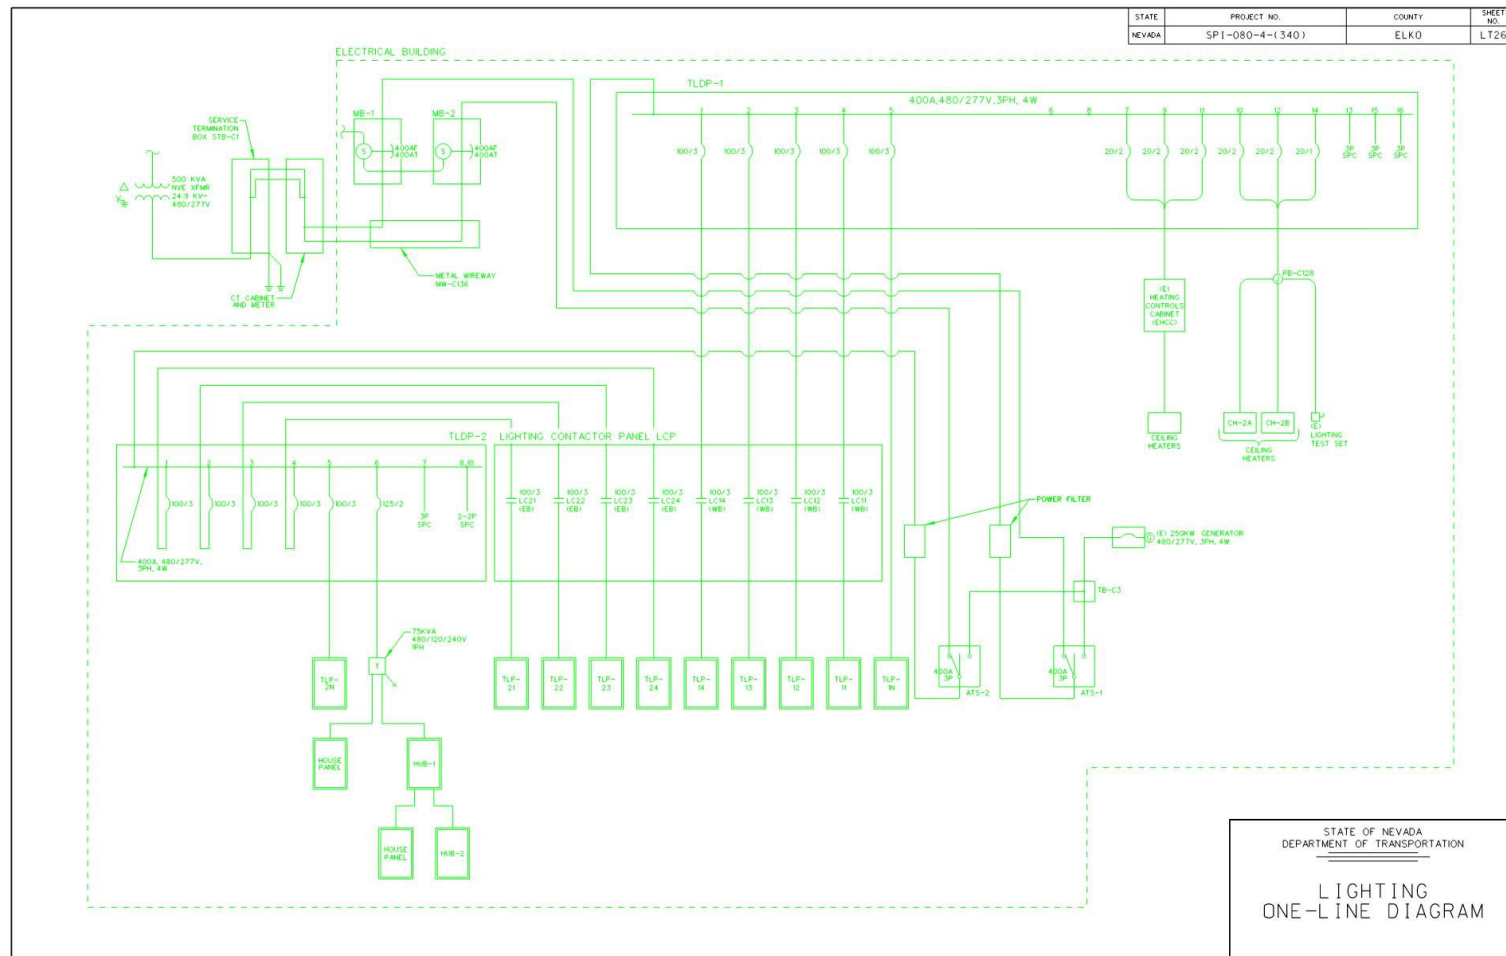 STATE PROJECT NO. COUNTY SHEET NO.
NEVADA SPI-080-4-(340) ELKO LT26
ELECTRICAL BUILDING
TLDP-1
400A,480/277V,3PH, 4W
1 2 3 4 5 6 8 7 9 11 10 12 14 13 15 16
MB-1
MB-2
400AF
400AT
400AF
400AT
S
S
SERVICE
TERMINATION
BOX STB-C1
500 KVA
NVE XFMR
24.9 KV-
480/277V
100/3 100/3 100/3 100/3 100/3
20/2 20/2 20/2 20/2 20/2 20/1
3P
SPC
3P
SPC
3P
SPC
METAL WIREWAY
MW-C136
CT CABINET
AND METER
PB-C128
J
(E)
HEATING
CONTROLS
CABINET
(EHCC)
CEILING
HEATERS
CH-2A
CH-2B
CEILING
HEATERS
(E)
LIGHTING
TEST SET
TLDP-2
LIGHTING CONTACTOR PANEL LCP
1 2 3 4 5 6 7 8,10
100/3 100/3 100/3 100/3 100/3 125/2
3P
SPC
2-2P
SPC
400A, 480/277V,
3PH, 4W
100/3
LC21
(EB)
100/3
LC22
(EB)
100/3
LC23
(EB)
100/3
LC24
(EB)
100/3
LC14
(WB)
100/3
LC13
(WB)
100/3
LC12
(WB)
100/3
LC11
(WB)
POWER FILTER
G
(E) 250KW GENERATOR
480/277V, 3PH, 4W
TB-C3
75KVA
480/120/240V
1PH
T
TLP-
2N
TLP-
21
TLP-
22
TLP-
23
TLP-
24
TLP-
14
TLP-
13
TLP-
12
TLP-
11
TLP-
1N
400A
3P
ATS-2
400A
3P
ATS-1
HOUSE
PANEL
HUB-1
HOUSE
PANEL
HUB-2
STATE OF NEVADA
DEPARTMENT OF TRANSPORTATION
LIGHTING
ONE-LINE DIAGRAM